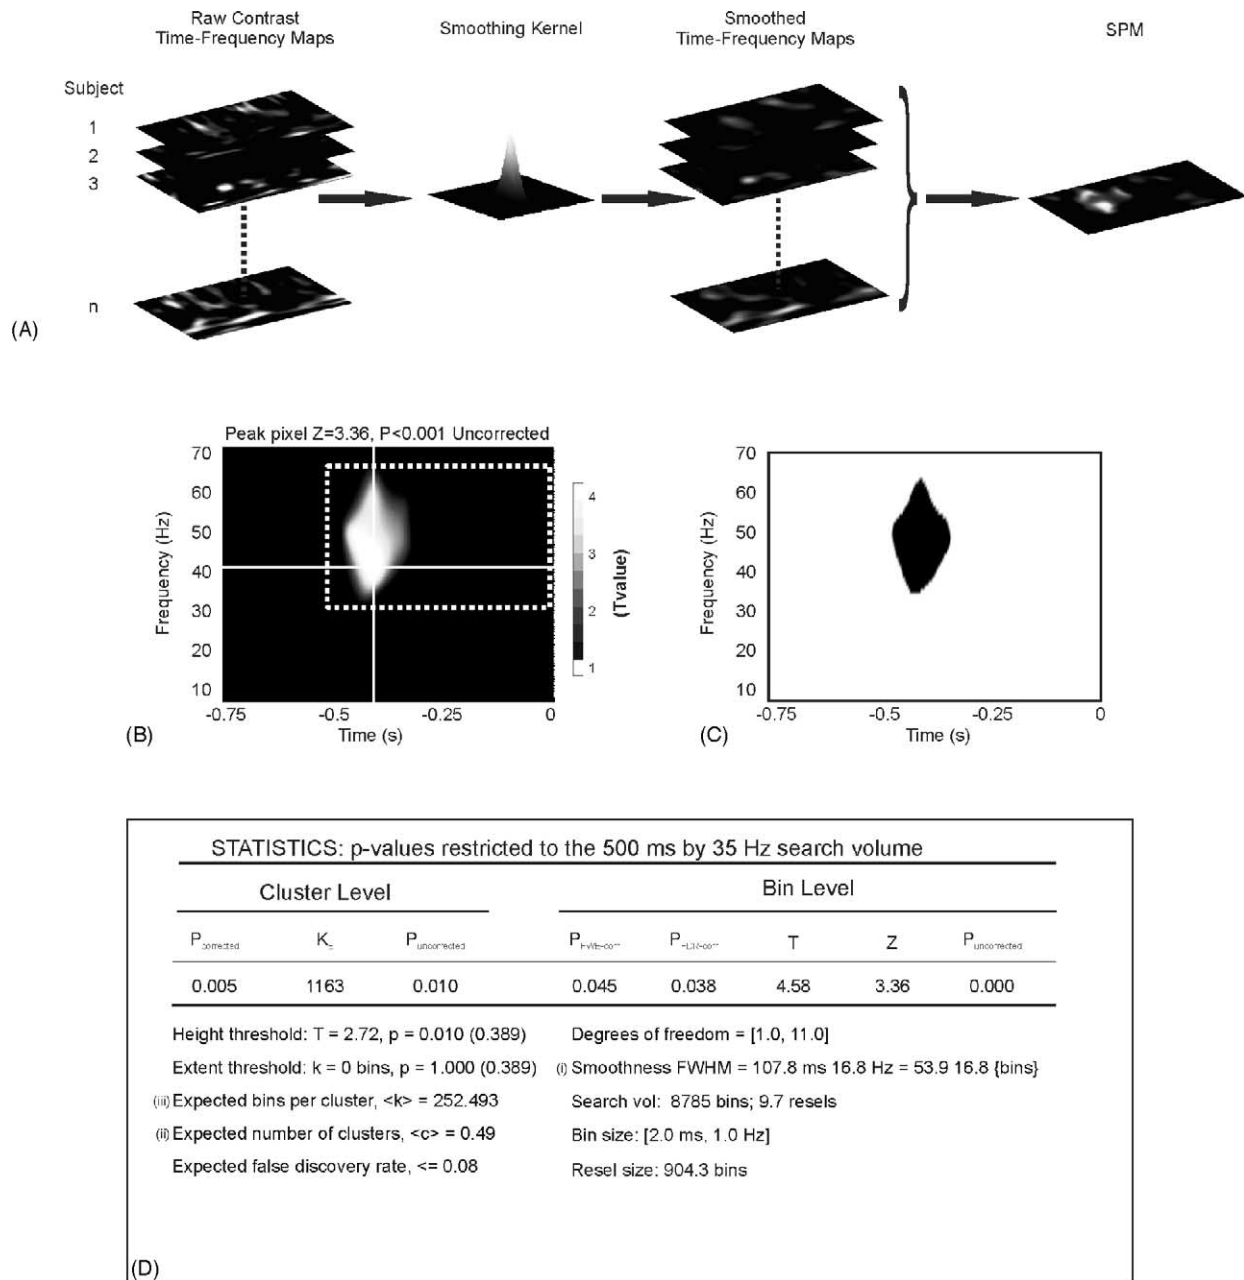 Raw Contrast
Time-Frequency Maps
Smoothing Kernel
Smoothed
Time-Frequency Maps
SPM
Subject
1
2
3
n
(A)
Peak pixel Z=3.36, P<0.001 Uncorrected
70
60
50
40
30
20
10
Frequency (Hz)
-0.75
-0.5
-0.25
0
Time (s)
4
3
2
1
(Tvalue)
(B)
70
60
50
40
30
20
10
Frequency (Hz)
-0.75
-0.5
-0.25
0
Time (s)
(C)
STATISTICS: p-values restricted to the 500 ms by 35 Hz search volume
Cluster Level Bin Level
P corrected K P uncorrected P FWE-corr P FDR-corr T Z P uncorrected
0.005 1163 0.010 0.045 0.038 4.58 3.36 0.000
Height threshold: T = 2.72, p = 0.010 (0.389)
Extent threshold: k = 0 bins, p = 1.000 (0.389)
(iii) Expected bins per cluster, <k> = 252.493
(ii) Expected number of clusters, <c> = 0.49
Expected false discovery rate, <= 0.08
Degrees of freedom = [1.0, 11.0]
(i) Smoothness FWHM = 107.8 ms 16.8 Hz = 53.9 16.8 {bins}
Search vol: 8785 bins; 9.7 resels
Bin size: [2.0 ms, 1.0 Hz]
Resel size: 904.3 bins
(D)